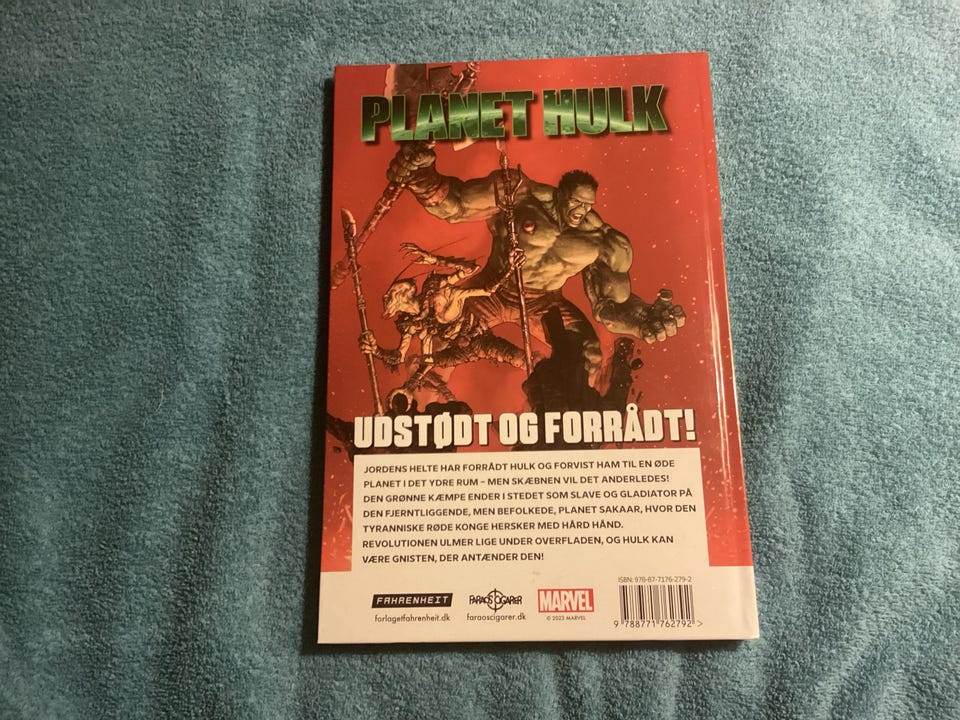 PLANET HULK
UDSTØDT OG FORRÅDT!
JORDENS HELTE HAR FORRÅDT HULK OG FORVIST HAM TIL EN ØDE
PLANET I DET YDRE RUM – MEN SKÆBNEN VIL DET ANDERLEDES!
DEN GRØNNE KÆMPE ENDER I STEDET SOM SLAVE OG GLADIATOR PÅ
DEN FJERNTLIGGENDE, MEN BEFOLKEDE, PLANET SAKAAR, HVOR DEN
TYRANNISKE RØDE KONGE HERSKER MED HÅRD HÅND.
REVOLUTIONEN ULMER LIGE UNDER OVERFLADEN, OG HULK KAN
VÆRE GNISTEN, DER ANTÆNDER DEN!
ISBN: 978-87-7176-279-2
FAHRENHEIT FARAOS CIGARER MARVEL
forlagetfahrenheit.dk faraoscigarer.dk © 2023 MARVEL
9 788771 762792 >